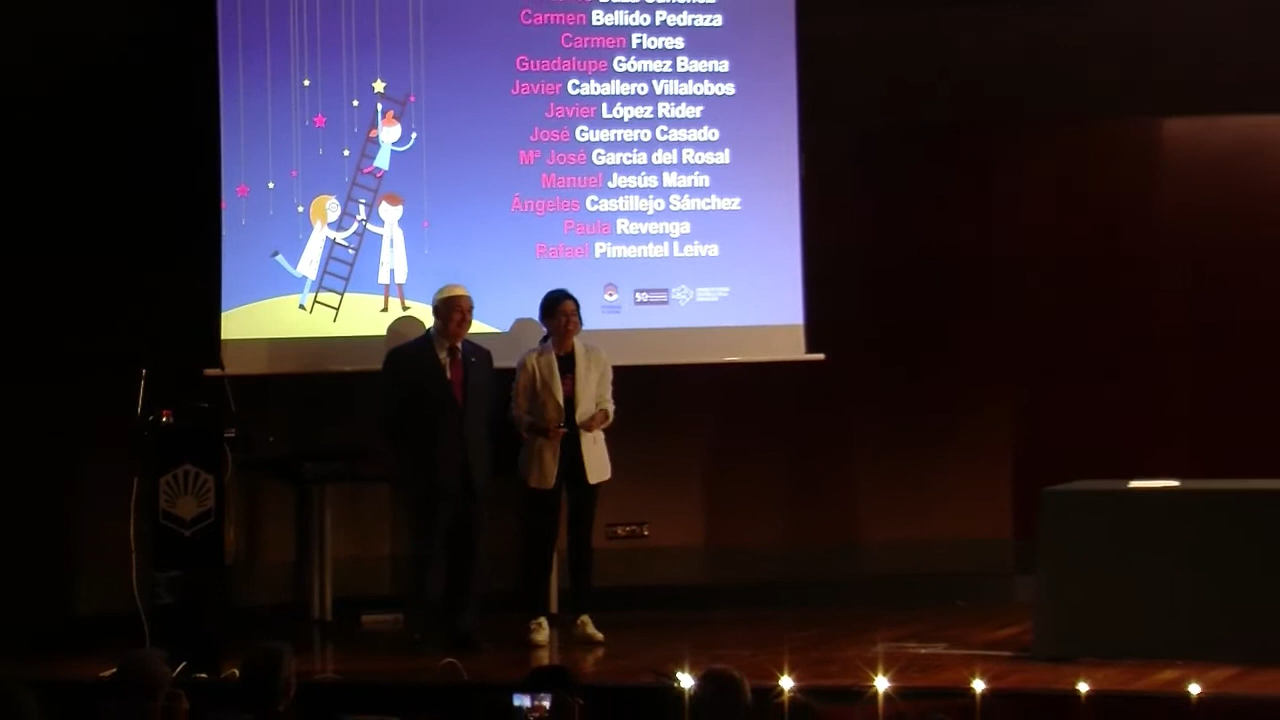 Carmen Bellido Pedraza
Carmen Flores
Guadalupe Gómez Baena
Javier Caballero Villalobos
Javier López Rider
José Guerrero Casado
Mª José García del Rosal
Manuel Jesús Marín
Ángeles Castillejo Sánchez
Paula Revenga
Rafael Pimentel Leiva